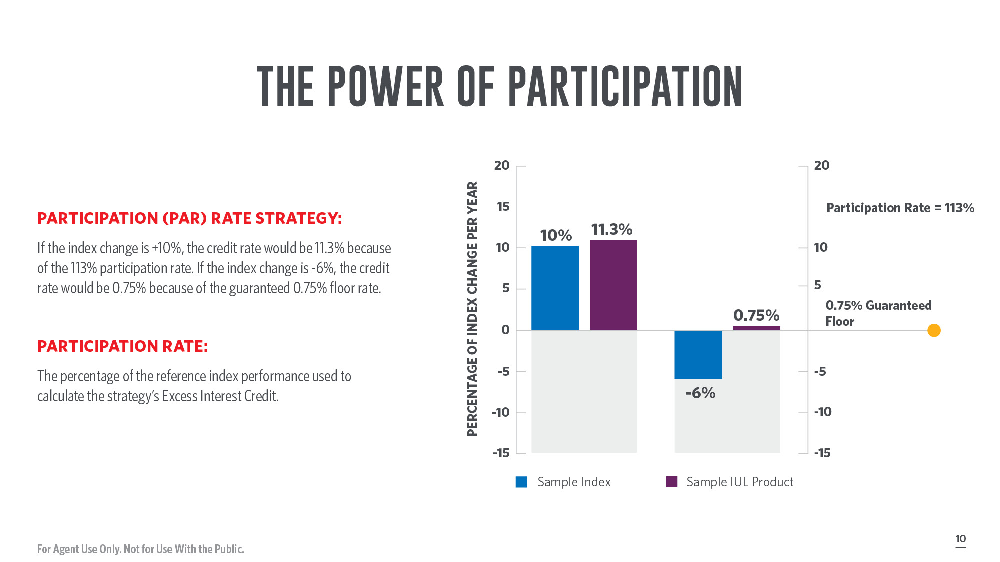 THE POWER OF PARTICIPATION
PARTICIPATION (PAR) RATE STRATEGY:
If the index change is +10%, the credit rate would be 11.3% because
of the 113% participation rate. If the index change is -6%, the credit
rate would be 0.75% because of the guaranteed 0.75% floor rate.
PARTICIPATION RATE:
The percentage of the reference index performance used to
calculate the strategy’s Excess Interest Credit.
PERCENTAGE OF INDEX CHANGE PER YEAR
20
15
10
5
0
-5
-10
-15
10%
11.3%
-6%
0.75%
20
10
5
-5
-10
-15
Participation Rate = 113%
0.75% Guaranteed
Floor
Sample Index
Sample IUL Product
For Agent Use Only. Not for Use With the Public.
10